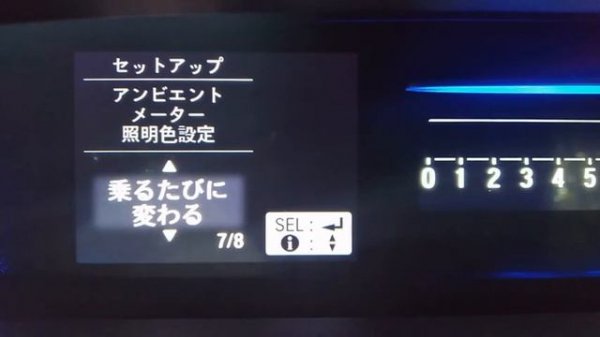 セットアップ
アンビエント
メーター
照明色設定
▲
乗るたびに
変わる
▼
7/8
SEL : ↵
i : ▲▼
0 1 2 3 4 5